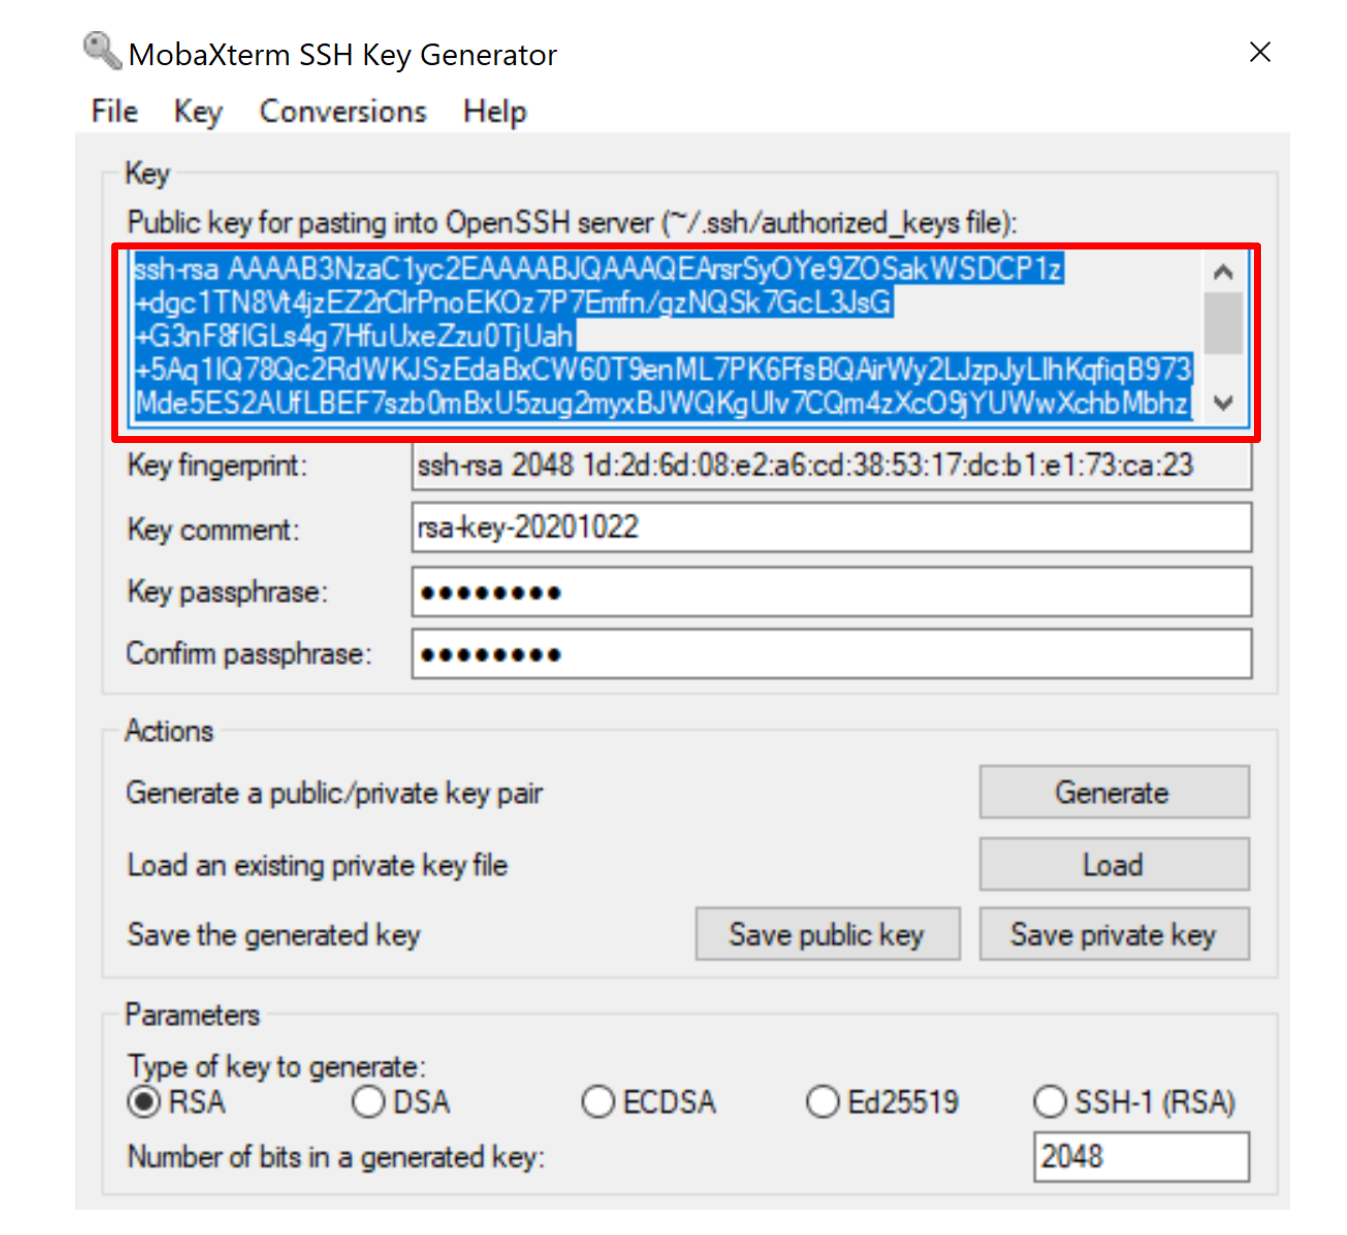 MobaXterm SSH Key Generator
File Key Conversions Help
Key
Public key for pasting into OpenSSH server (~/.ssh/authorized_keys file):
ssh-rsa AAAAB3NzaC1yc2EAAAABJQAAAQEArsrSyOYe9ZOSakWSDCP1z
+dgc1TN8Vt4jzEZ2rClrPnoEKOz7P7Emfn/gzNQSk7GcL3JsG
+G3nF8flGLs4g7HfuUxeZzu0TjUah
+5Aq1lQ78Qc2RdWKJSzEdaBxCW60T9enML7PK6FfsBQAirWy2LJzpJyLlhKqfiqB973
Mde5ES2AUfLBEF7szb0mBxU5zug2myxBJWQKgUlv7CQm4zXcO9jYUWwXchbMbhz
Key fingerprint: ssh-rsa 2048 1d:2d:6d:08:e2:a6:cd:38:53:17:dc:b1:e1:73:ca:23
Key comment: rsa-key-20201022
Key passphrase: ●●●●●●●●
Confirm passphrase: ●●●●●●●●
Actions
Generate a public/private key pair Generate
Load an existing private key file Load
Save the generated key Save public key Save private key
Parameters
Type of key to generate:
RSA DSA ECDSA Ed25519 SSH-1 (RSA)
Number of bits in a generated key: 2048